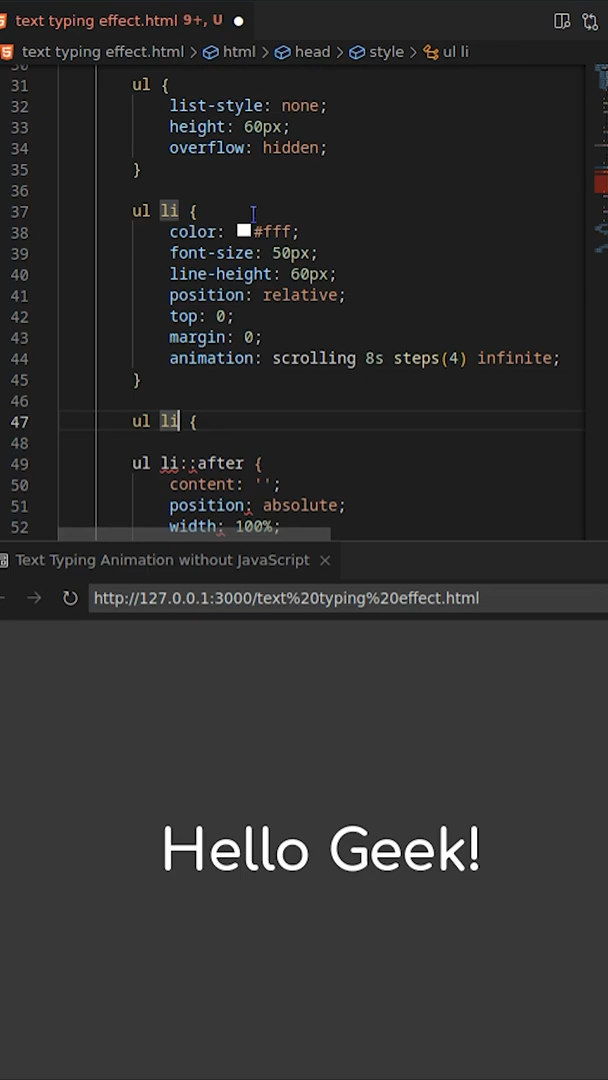 text typing effect.html 9+, U
text typing effect.html > html > head > style > ul li
30
31 ul {
32 list-style: none;
33 height: 60px;
34 overflow: hidden;
35 }
36
37 ul li {
38 color: #fff;
39 font-size: 50px;
40 line-height: 60px;
41 position: relative;
42 top: 0;
43 margin: 0;
44 animation: scrolling 8s steps(4) infinite;
45 }
46
47 ul li {
48
49 ul li::after {
50 content: '';
51 position: absolute;
52 width: 100%;
Text Typing Animation without JavaScript
http://127.0.0.1:3000/text%20typing%20effect.html
Hello Geek!